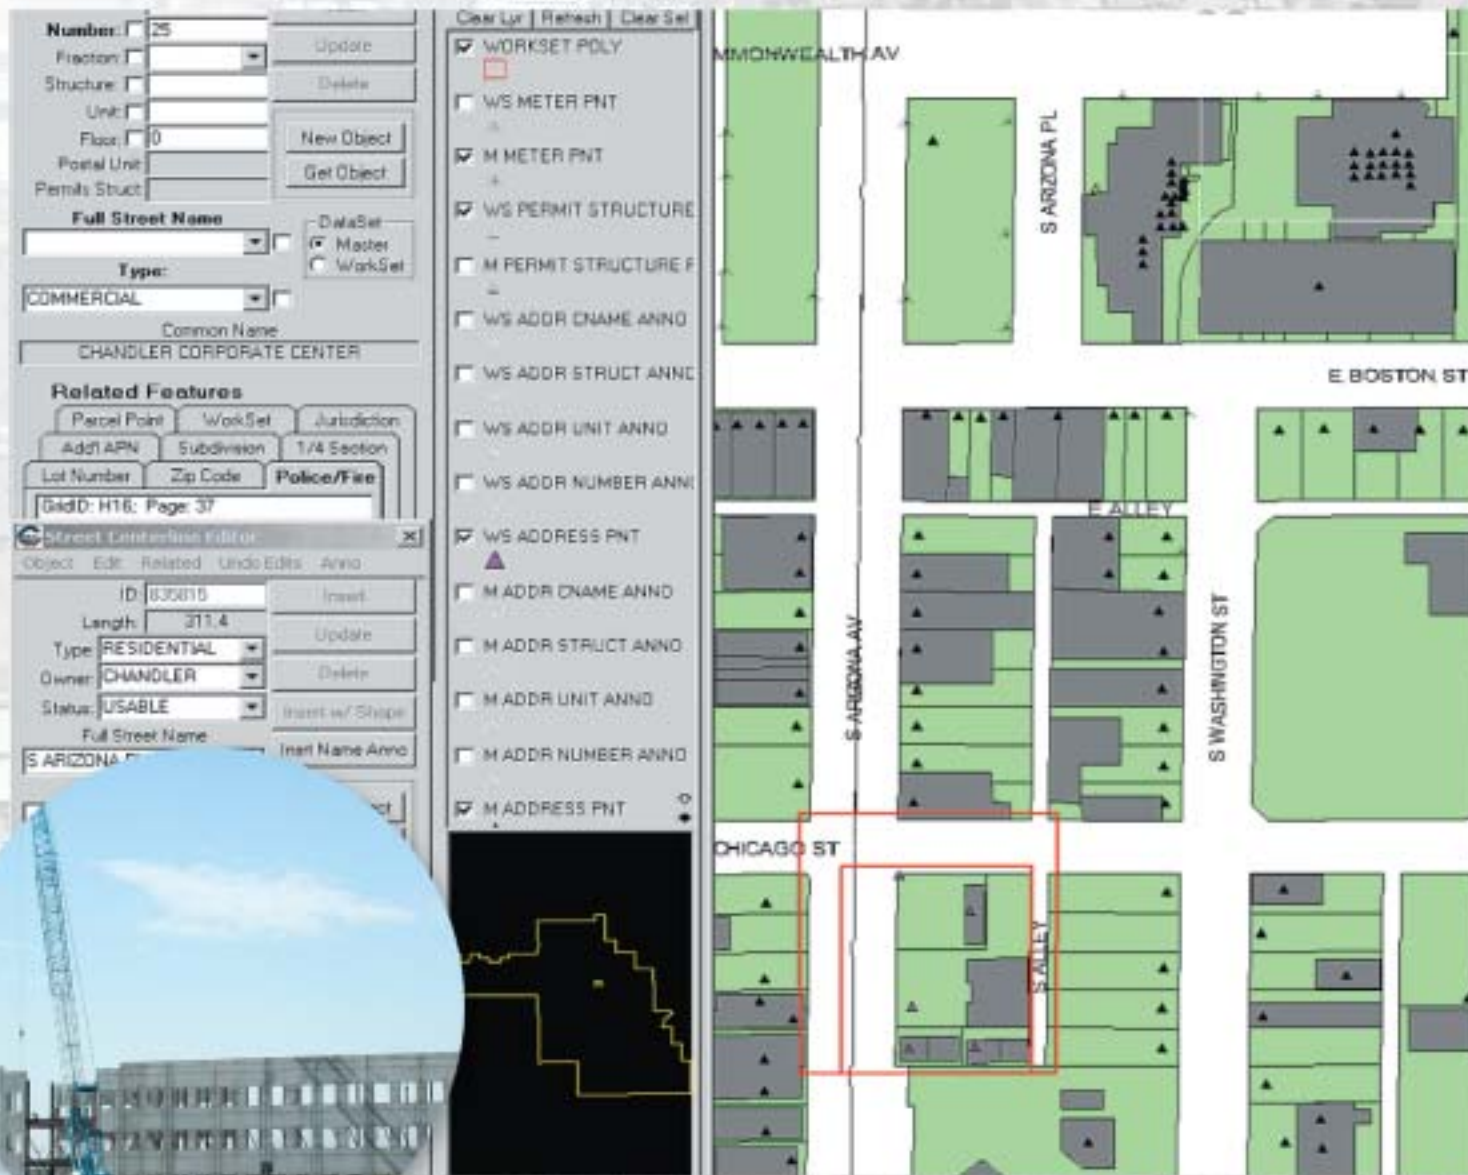 Number: 25
Update
Fraction:
Structure:
Delete
Unit:
Floor: 0
New Object
Postal Unit
Get Object
Permits Struct
Full Street Name
DataSet
Master
WorkSet
Type:
COMMERCIAL
Common Name
CHANDLER CORPORATE CENTER
Related Features
Parcel Point WorkSet Jurisdiction
Add'l APN Subdivision 1/4 Section
Lot Number Zip Code Police/Fire
GridID: H16; Page: 37
Street Centerline Editor
Object Edit Related Undo Edits Anno
ID: 835815
Insert
Length: 311.4
Update
Type: RESIDENTIAL
Owner: CHANDLER
Delete
Status: USABLE
Insert w/ Shape
Full Street Name
Insrt Name Anno
S ARIZONA
Clear Lyr Refresh Clear Sel
WORKSET POLY
WS METER PNT
M METER PNT
WS PERMIT STRUCTURE
M PERMIT STRUCTURE F
WS ADDR CNAME ANNO
WS ADDR STRUCT ANNO
WS ADDR UNIT ANNO
WS ADDR NUMBER ANNO
WS ADDRESS PNT
M ADDR CNAME ANNO
M ADDR STRUCT ANNO
M ADDR UNIT ANNO
M ADDR NUMBER ANNO
M ADDRESS PNT
MMONWEALTH AV
S ARIZONA PL
E BOSTON ST
E ALLEY
S ARIZONA AV
S WASHINGTON ST
CHICAGO ST
S ALLEY